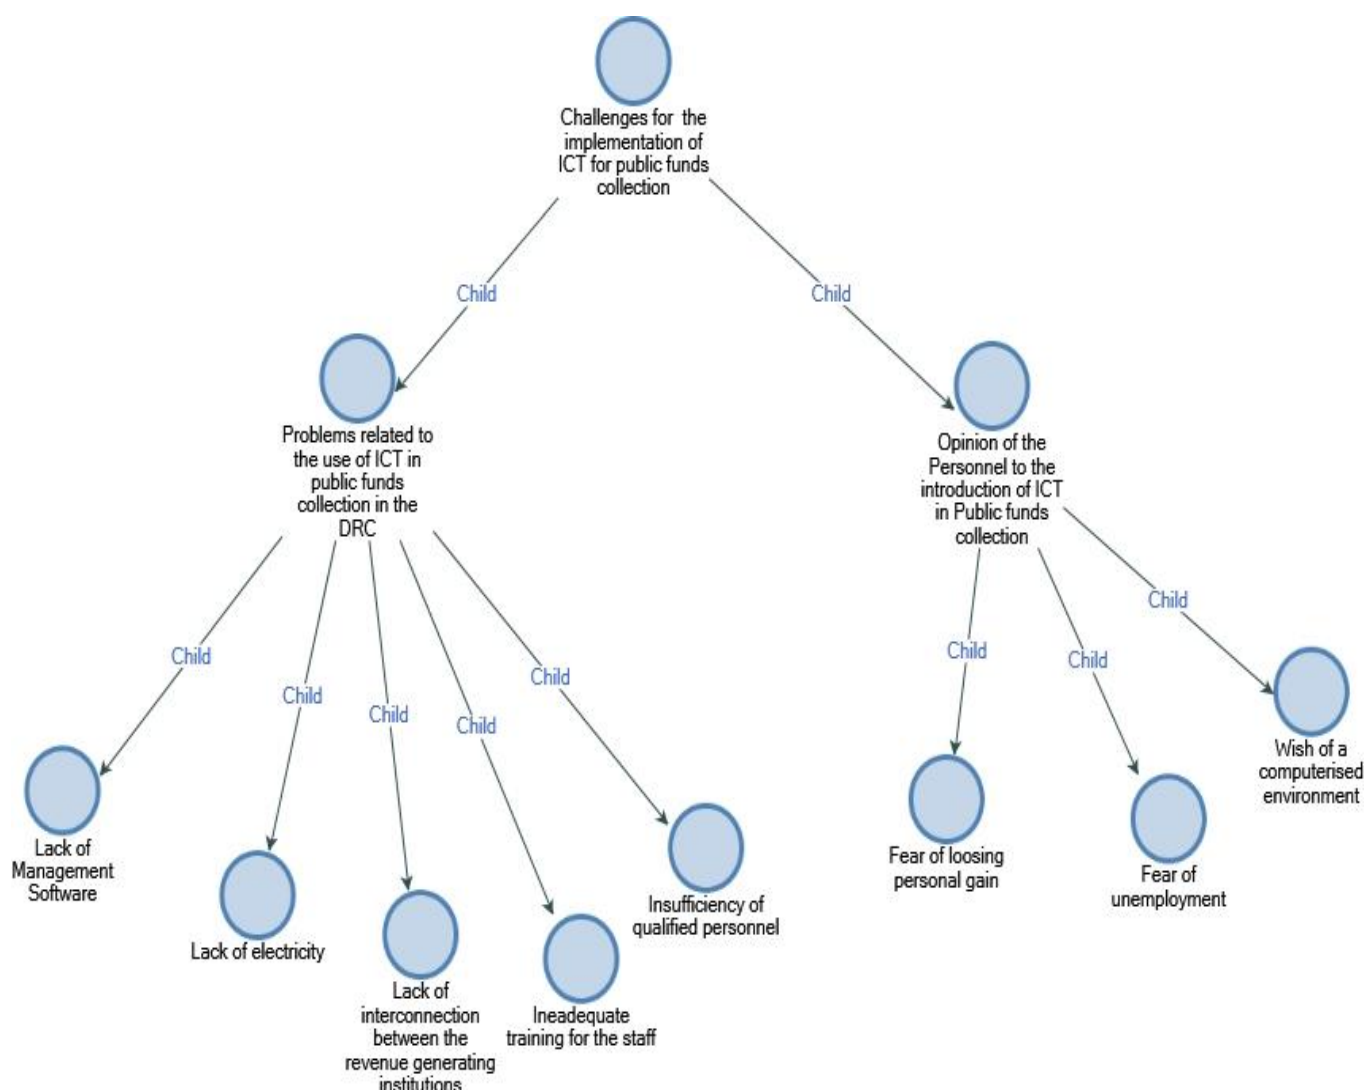 Challenges for the
implementation of
ICT for public funds
collection
Child
Child
Problems related to
the use of ICT in
public funds
collection in the
DRC
Opinion of the
Personnel to the
introduction of ICT
in Public funds
collection
Child
Child
Child
Child
Child
Child
Child
Child
Lack of
Management
Software
Lack of electricity
Lack of
interconnection
between the
revenue generating
institutions
Ineadequate
training for the staff
Insufficiency of
qualified personnel
Fear of loosing
personal gain
Fear of
unemployment
Wish of a
computerised
environment